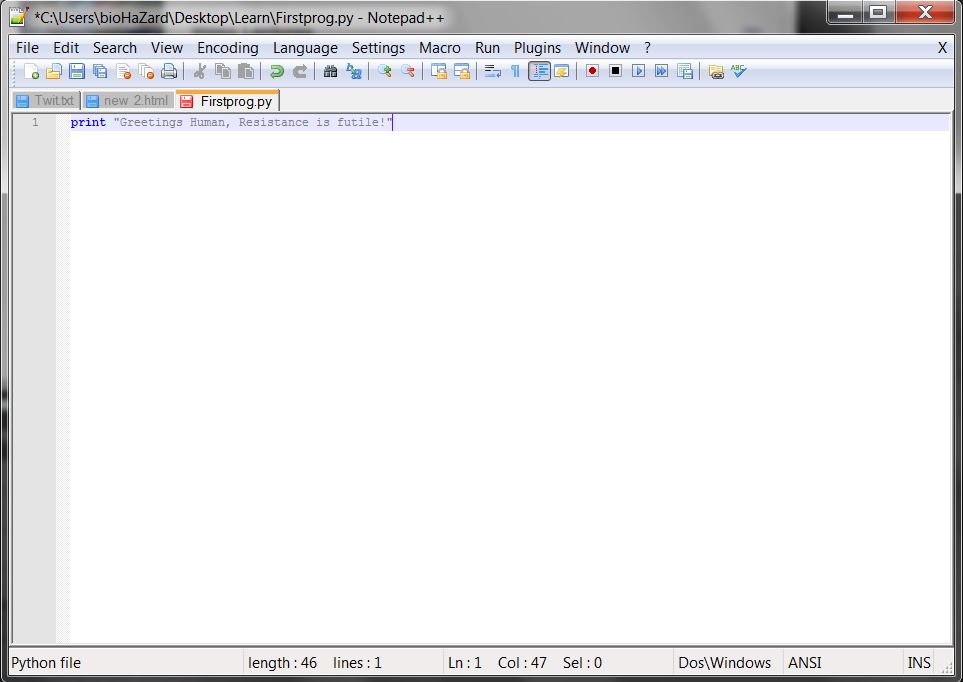 *C:\Users\bioHaZard\Desktop\Learn\Firstprog.py - Notepad++
File Edit Search View Encoding Language Settings Macro Run Plugins Window ? X
Twit.txt new 2.html Firstprog.py
1 print "Greetings Human, Resistance is futile!"
Python file length : 46 lines : 1 Ln : 1 Col : 47 Sel : 0 Dos\Windows ANSI INS